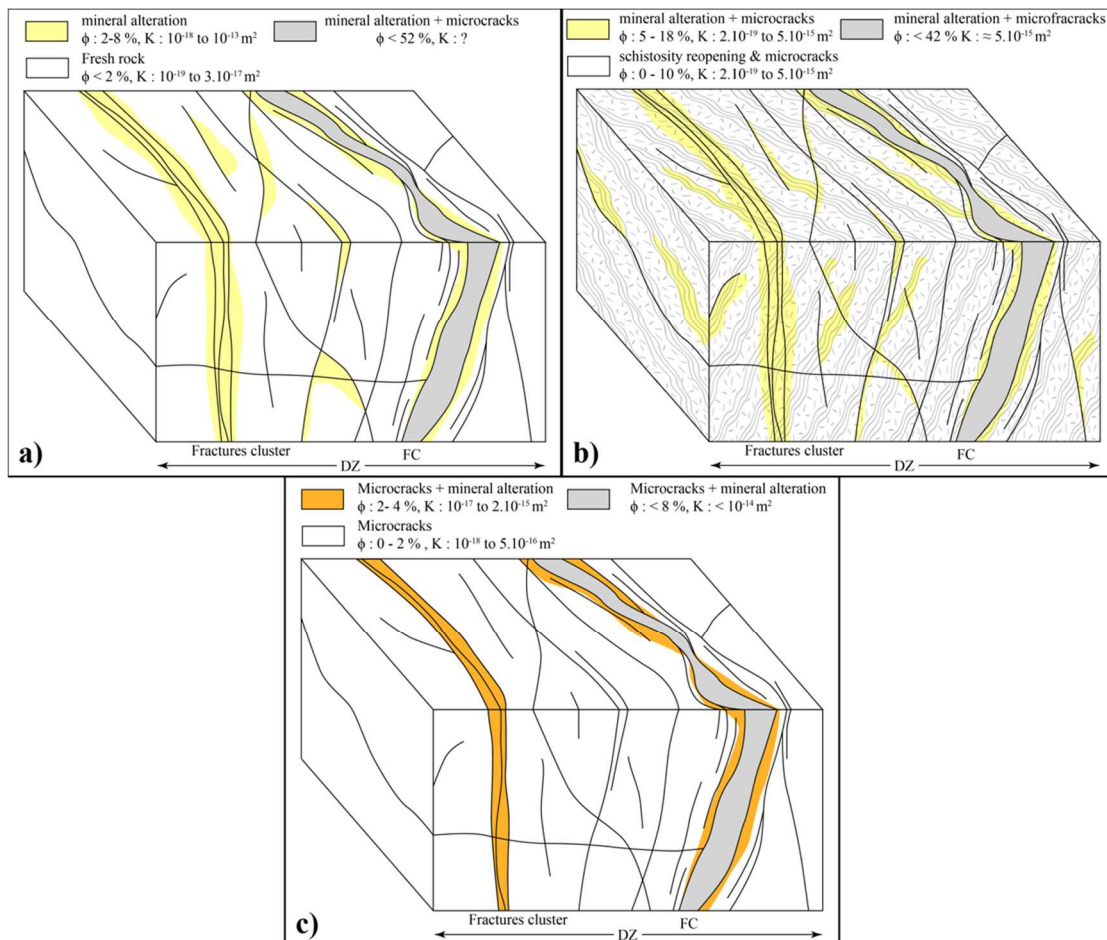 mineral alteration
ϕ : 2-8 %, K : 10⁻¹⁸ to 10⁻¹³ m²
mineral alteration + microcracks
ϕ < 52 %, K : ?
Fresh rock
ϕ < 2 %, K : 10⁻¹⁹ to 3.10⁻¹⁷ m²
a)
Fractures cluster
FC
DZ
mineral alteration + microcracks
ϕ : 5 - 18 %, K : 2.10⁻¹⁹ to 5.10⁻¹⁵ m²
mineral alteration + microfracracks
ϕ : < 42 % K : ≈ 5.10⁻¹⁵ m²
schistosity reopening & microcracks
ϕ : 0 - 10 %, K : 2.10⁻¹⁹ to 5.10⁻¹⁵ m²
b)
Fractures cluster
FC
DZ
Microcracks + mineral alteration
ϕ : 2- 4 %, K : 10⁻¹⁷ to 2.10⁻¹⁵ m²
Microcracks + mineral alteration
ϕ : < 8 %, K : < 10⁻¹⁴ m²
Microcracks
ϕ : 0 - 2 % , K : 10⁻¹⁸ to 5.10⁻¹⁶ m²
c)
Fractures cluster
FC
DZ